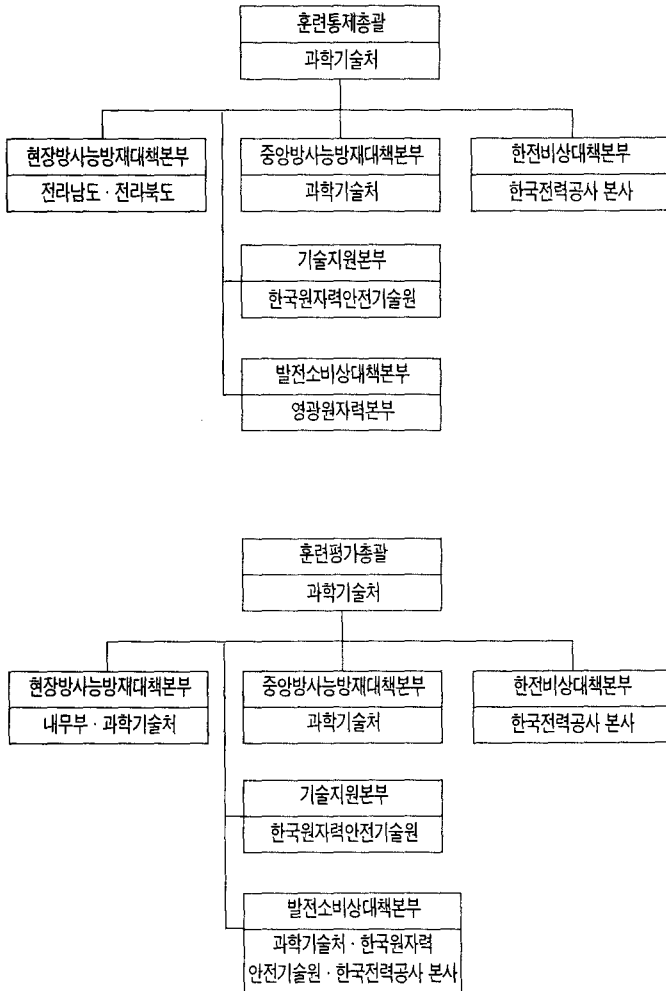 훈련통제총괄
과학기술처
현장방사능방재대책본부
전라남도 · 전라북도
중앙방사능방재대책본부
과학기술처
한전비상대책본부
한국전력공사 본사
기술지원본부
한국원자력안전기술원
발전소비상대책본부
영광원자력본부
훈련평가총괄
과학기술처
현장방사능방재대책본부
내무부 · 과학기술처
중앙방사능방재대책본부
과학기술처
한전비상대책본부
한국전력공사 본사
기술지원본부
한국원자력안전기술원
발전소비상대책본부
과학기술처 · 한국원자력
안전기술원 · 한국전력공사 본사